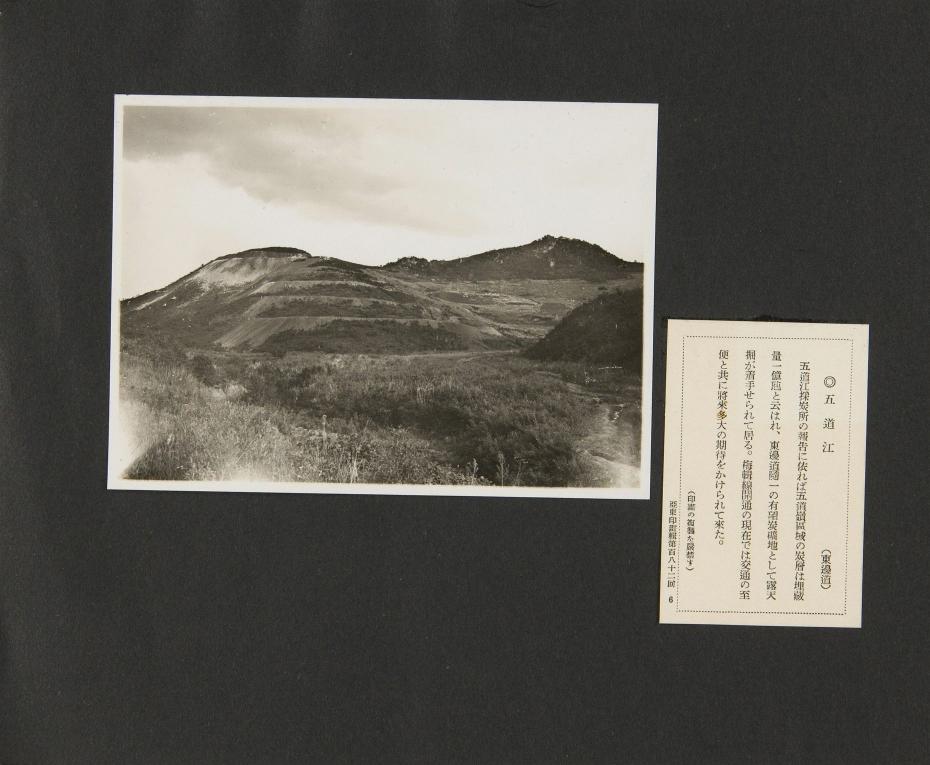 ◎五道江
(東邊道)
五道江採炭所の報告に依れば五道嶺區域の炭層は埋藏
量一億瓲と云はれ、東邊道隨一の有望炭礦地として露天
掘が着手せられて居る。梅輯線開通の現在では交通の至
便と共に將來多大の期待をかけられて來た。
(印畫の複製を嚴禁す)
亞東印畫輯第百八十二回 6